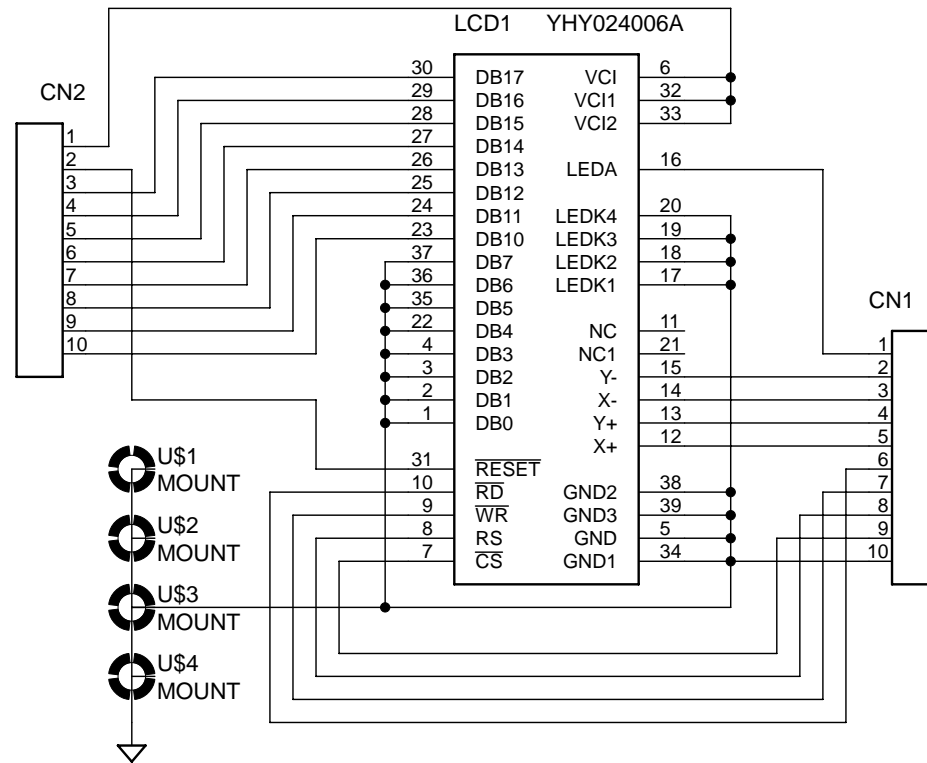 LCD1 YHY024006A
CN2
1
2
3
4
5
6
7
8
9
10
30 DB17 VCI 6
29 DB16 VCI1 32
28 DB15 VCI2 33
27 DB14
26 DB13 LEDA 16
25 DB12
24 DB11 LEDK4 20
23 DB10 LEDK3 19
37 DB7 LEDK2 18
36 DB6 LEDK1 17
35 DB5
22 DB4 NC 11
4 DB3 NC1 21
3 DB2 Y- 15
2 DB1 X- 14
1 DB0 Y+ 13
X+ 12
31 RESET
10 RD GND2 38
9 WR GND3 39
8 RS GND 5
7 CS GND1 34
CN1
1
2
3
4
5
6
7
8
9
10
U$1
MOUNT
U$2
MOUNT
U$3
MOUNT
U$4
MOUNT